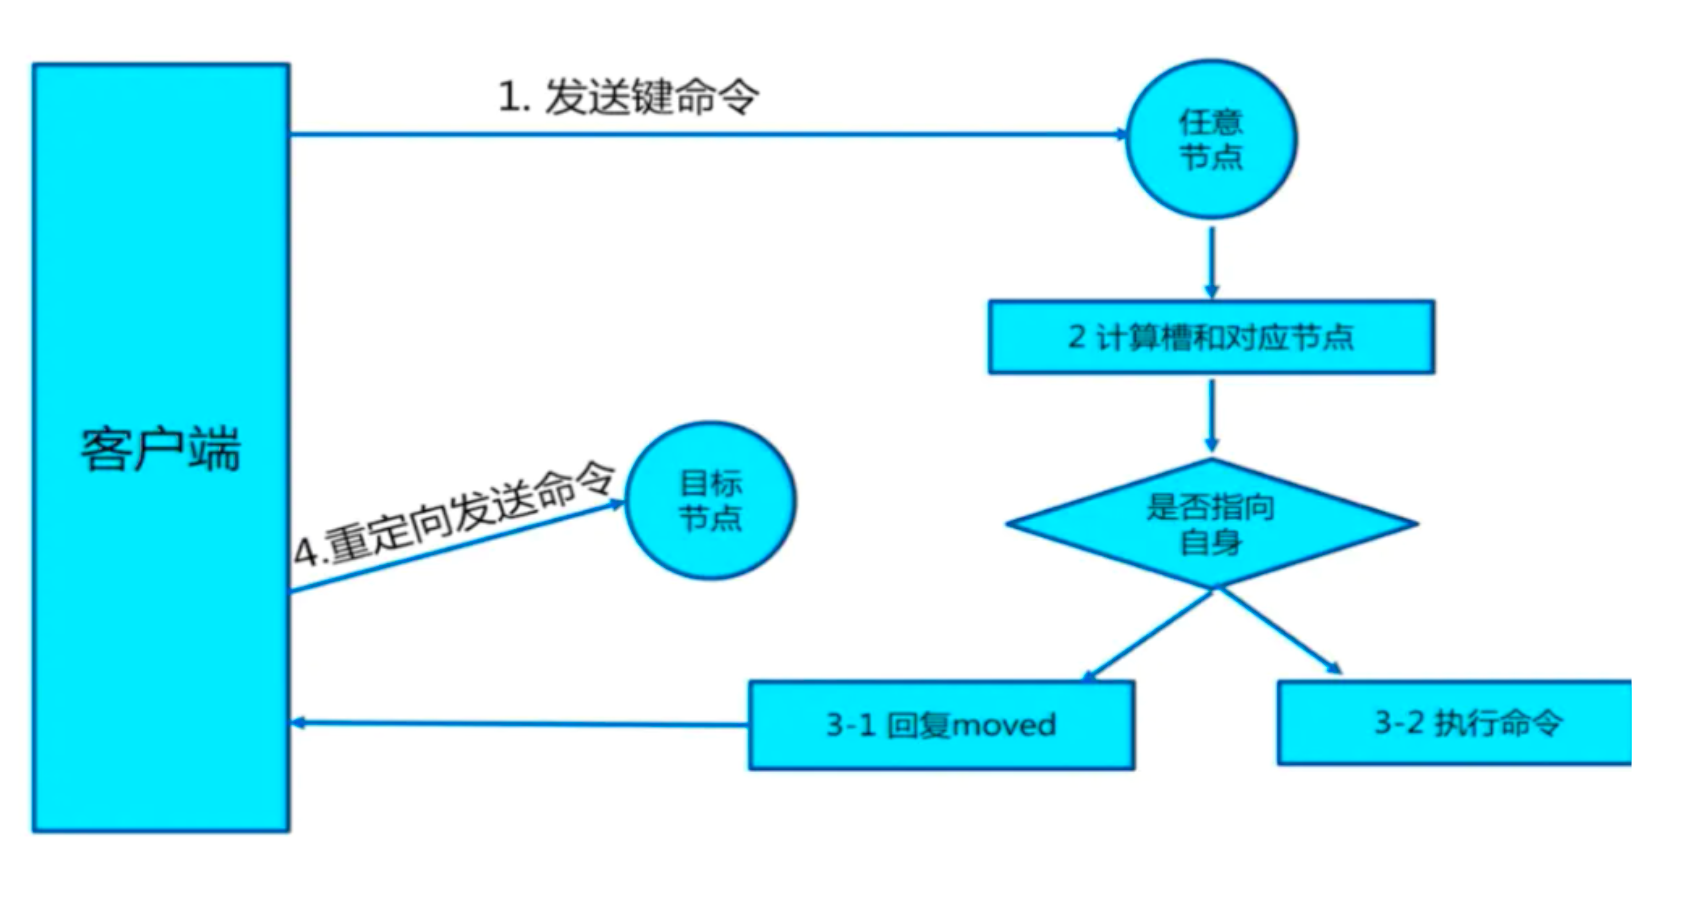 1. 发送键命令
任意
节点
2 计算槽和对应节点
客户端
4.重定向发送命令
目标
节点
是否指向
自身
3-1 回复moved
3-2 执行命令